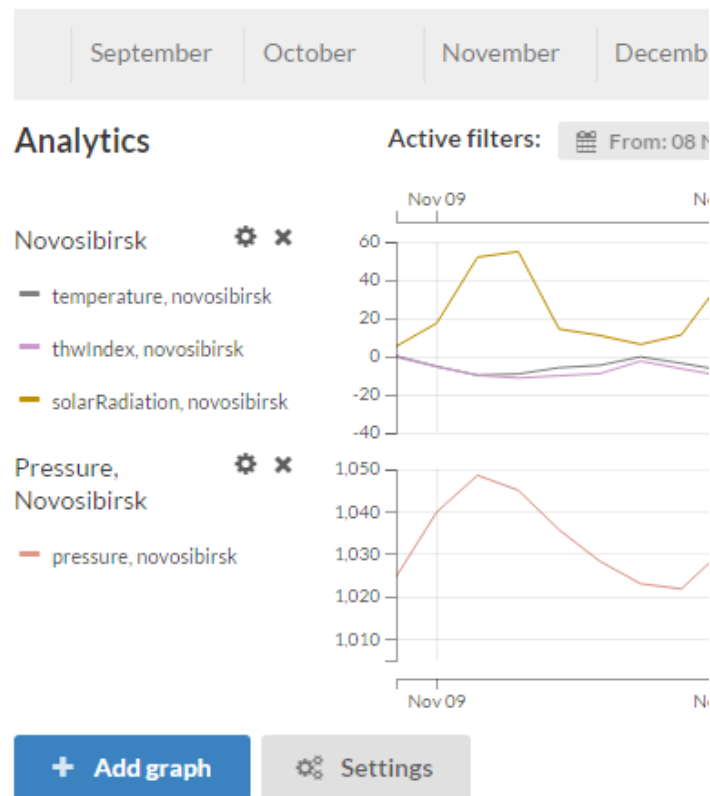 September October November Decemb
Analytics
Active filters: From: 08 N
Nov 09 No
Novosibirsk
temperature, novosibirsk
thwIndex, novosibirsk
solarRadiation, novosibirsk
60
40
20
0
-20
-40
Pressure,
Novosibirsk
pressure, novosibirsk
1,050
1,040
1,030
1,020
1,010
Nov 09 No
+ Add graph Settings